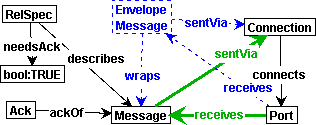 RelSpec
Envelope
Message
sentVia
Connection
needsAck
describes
sentVia
bool:TRUE
wraps
connects
receives
Ack
ackOf
Message
receives
Port